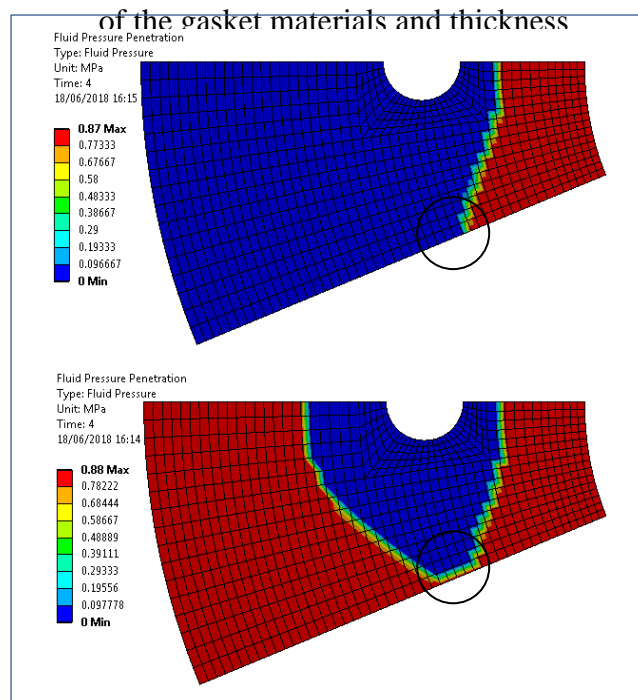 of the gasket materials and thickness
Fluid Pressure Penetration
Type: Fluid Pressure
Unit: MPa
Time: 4
18/06/2018 16:15
0.87 Max
0.77333
0.67667
0.58
0.48333
0.38667
0.29
0.19333
0.096667
0 Min
Fluid Pressure Penetration
Type: Fluid Pressure
Unit: MPa
Time: 4
18/06/2018 16:14
0.88 Max
0.78222
0.68444
0.58667
0.48889
0.39111
0.29333
0.19556
0.097778
0 Min